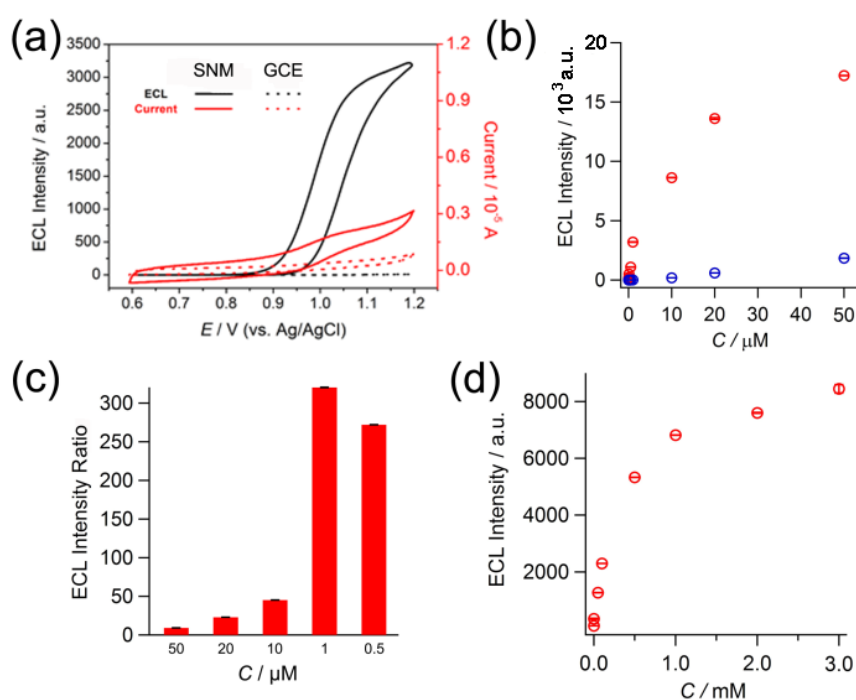 (a)
SNM GCE
ECL
Current
ECL Intensity / a.u.
3500
3000
2500
2000
1500
1000
500
0
1.2
0.9
0.6
0.3
0.0
Current / 10⁻⁵ A
0.6 0.7 0.8 0.9 1.0 1.1 1.2
E / V (vs. Ag/AgCl)
(b)
ECL Intensity / 10³ a.u.
20
15
10
5
0
0 10 20 30 40 50
C / μM
(c)
ECL Intensity Ratio
300
250
200
150
100
50
0
50 20 10 1 0.5
C / μM
(d)
ECL Intensity / a.u.
8000
6000
4000
2000
0.0 1.0 2.0 3.0
C / mM